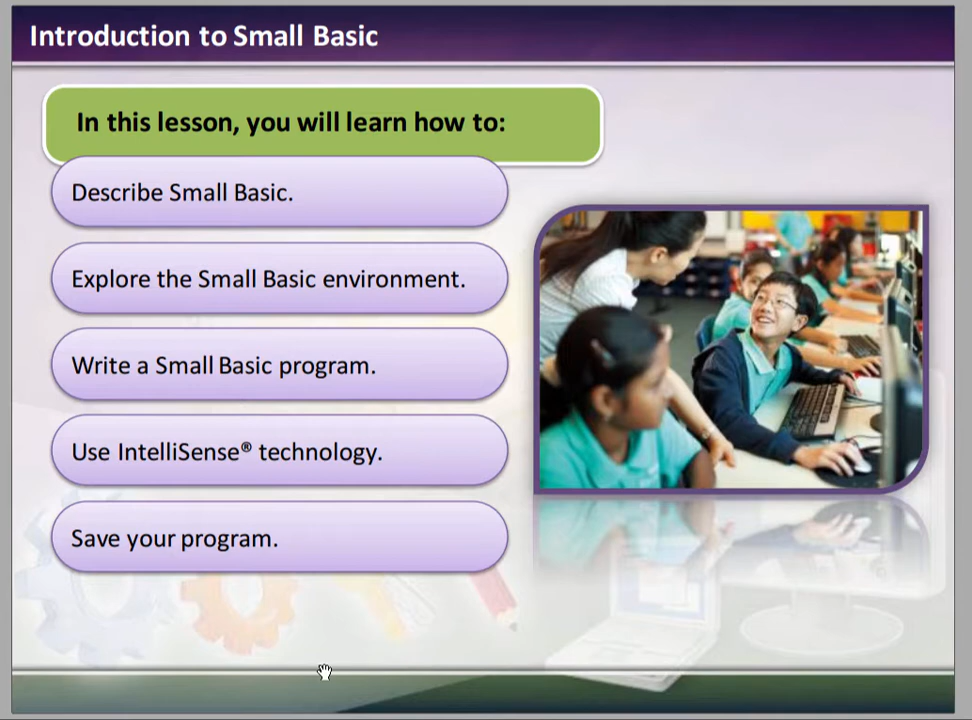 Introduction to Small Basic
In this lesson, you will learn how to:
Describe Small Basic.
Explore the Small Basic environment.
Write a Small Basic program.
Use IntelliSense® technology.
Save your program.